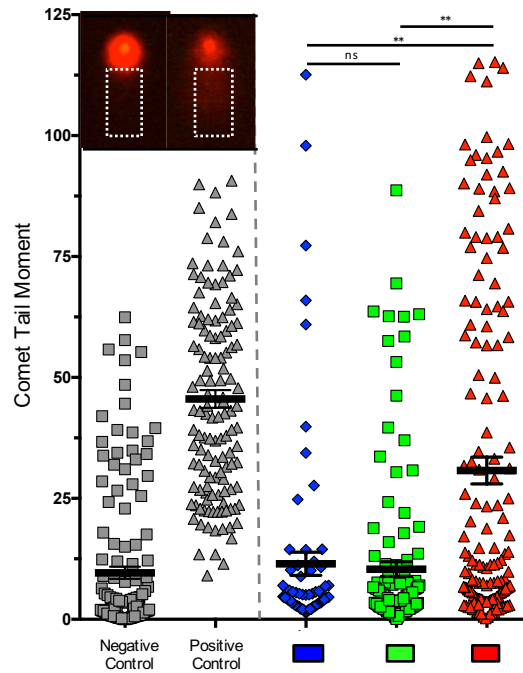 125
**
**
ns
100
75
50
25
0
Comet Tail Moment
Negative
Control
Positive
Control